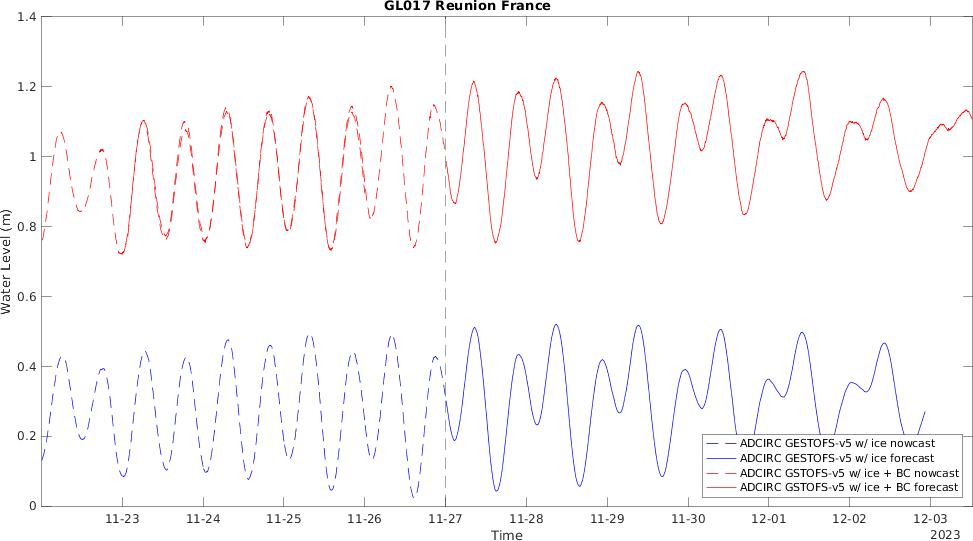 GL017 Reunion France
1.4
1.2
1
0.8
0.6
0.4
0.2
0
Water Level (m)
ADCIRC GESTOFS-v5 w/ ice nowcast
ADCIRC GESTOFS-v5 w/ ice forecast
ADCIRC GSTOFS-v5 w/ ice + BC nowcast
ADCIRC GSTOFS-v5 w/ ice + BC forecast
11-23 11-24 11-25 11-26 11-27 11-28 11-29 11-30 12-01 12-02 12-03
2023
Time